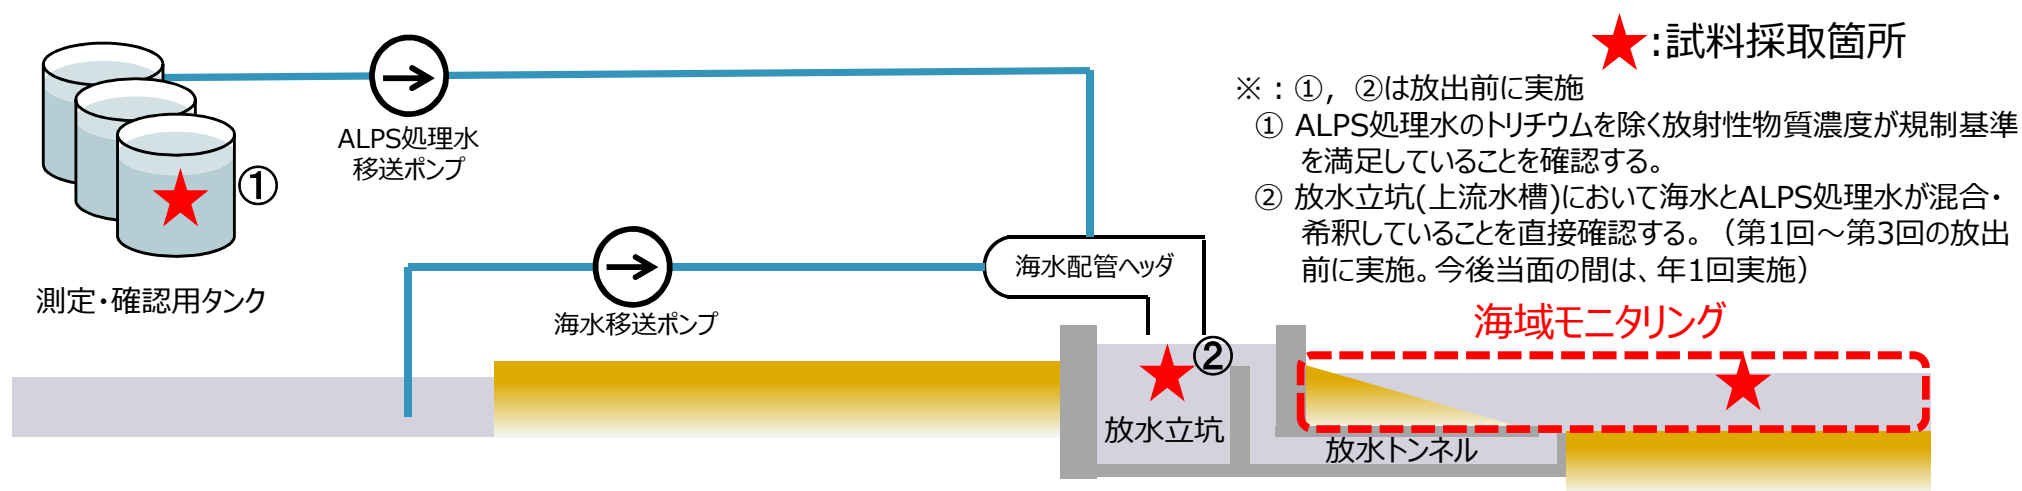 ★:試料採取箇所
※：①，②は放出前に実施
① ALPS処理水のトリチウムを除く放射性物質濃度が規制基準
を満足していることを確認する。
② 放水立坑(上流水槽)において海水とALPS処理水が混合・
希釈していることを直接確認する。（第1回～第3回の放出
前に実施。今後当面の間は、年1回実施）
ALPS処理水
移送ポンプ
①
測定・確認用タンク
海水配管ヘッダ
海水移送ポンプ
海域モニタリング
②
放水立坑
放水トンネル